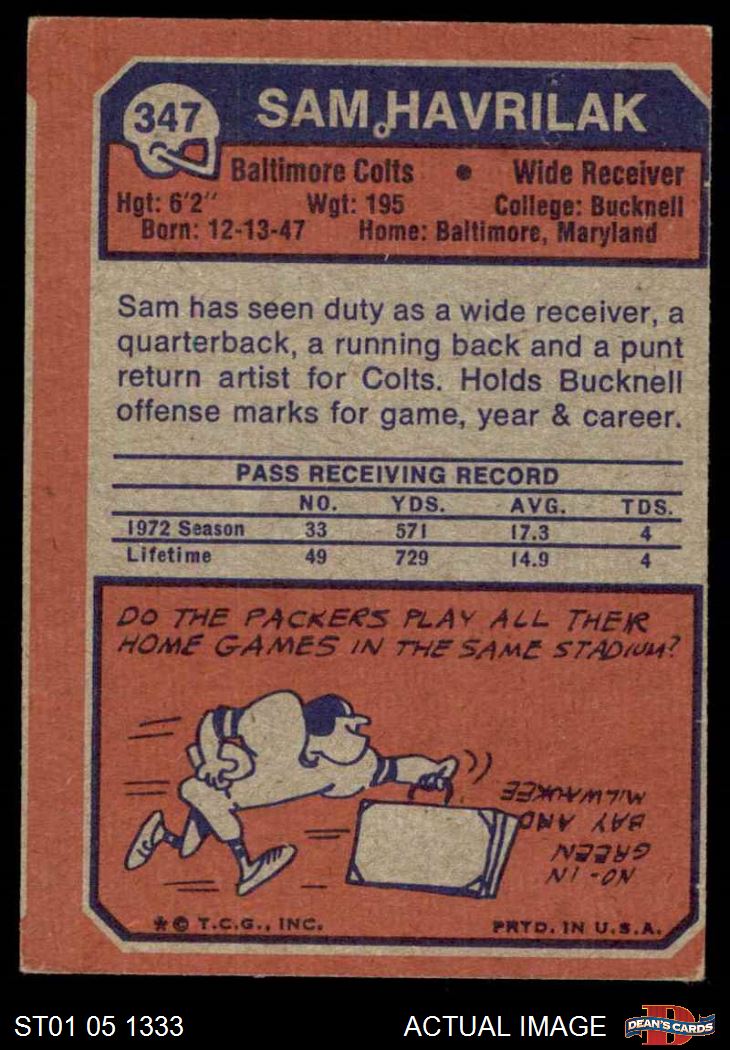 347 SAM HAVRILAK
Baltimore Colts • Wide Receiver
Hgt: 6'2" Wgt: 195 College: Bucknell
Born: 12-13-47 Home: Baltimore, Maryland
Sam has seen duty as a wide receiver, a
quarterback, a running back and a punt
return artist for Colts. Holds Bucknell
offense marks for game, year & career.
PASS RECEIVING RECORD
NO. YDS. AVG. TDS.
1972 Season 33 571 17.3 4
Lifetime 49 729 14.9 4
DO THE PACKERS PLAY ALL THEIR
HOME GAMES IN THE SAME STADIUM?
NO - IN
GREEN
BAY AND
MILWAUKEE
* © T.C.G., INC. PRTD. IN U.S.A.
ST01 05 1333 ACTUAL IMAGE D DEAN'S CARDS